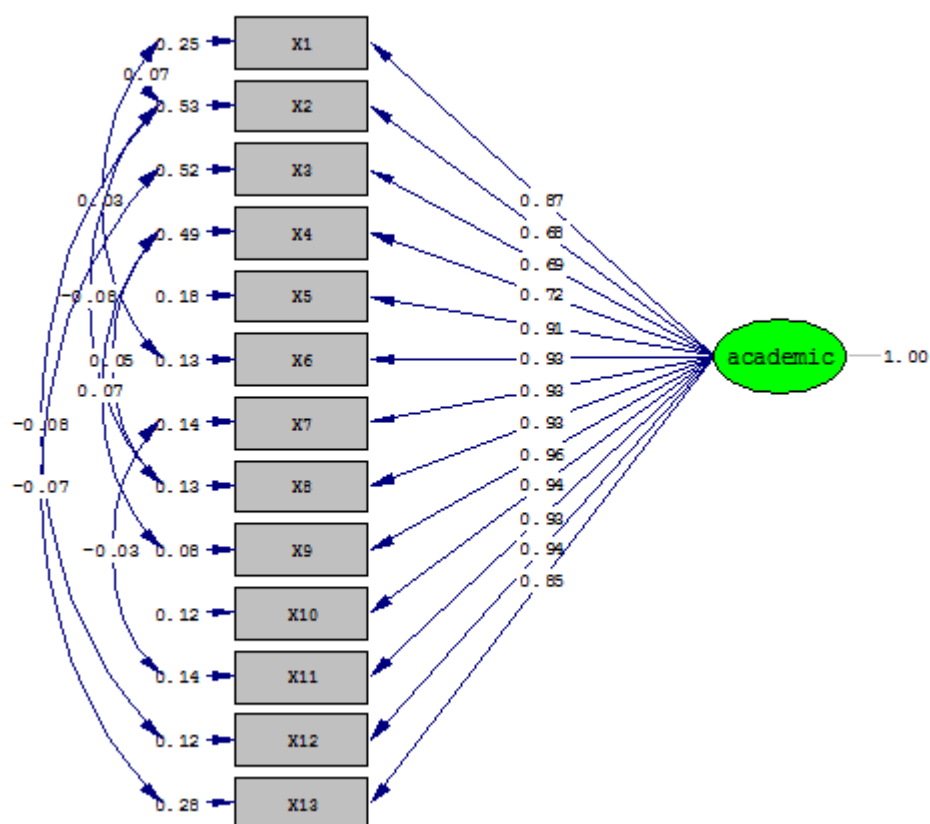 0.25 X1
0.07
0.53 X2
0.52 X3
0.03 0.87
0.49 X4 0.68
0.69
0.18 X5 -0.08 0.72
0.91
0.13 X6 0.05 0.93 academic 1.00
0.07 0.93
0.14 X7 -0.08 0.93
0.96
0.13 X8 -0.07 0.94
0.93
0.08 X9 -0.03 0.94
0.85
0.12 X10
0.14 X11
0.12 X12
0.28 X13